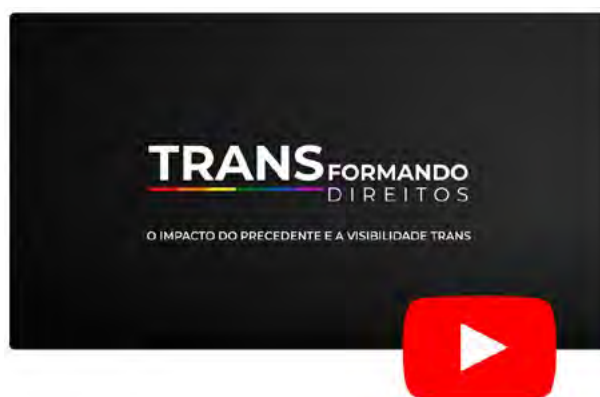 TRANSFORMANDO
DIREITOS
O IMPACTO DO PRECEDENTE E A VISIBILIDADE TRANS